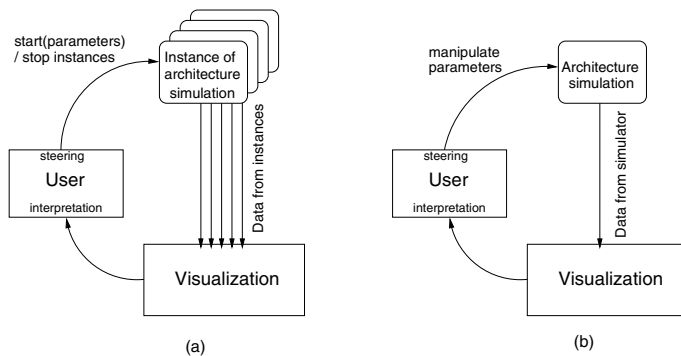 start(parameters)
/ stop instances
Instance of
architecture
simulation
Data from instances
steering
User
interpretation
Visualization
(a)
manipulate
parameters
Architecture
simulation
Data from simulator
steering
User
interpretation
Visualization
(b)